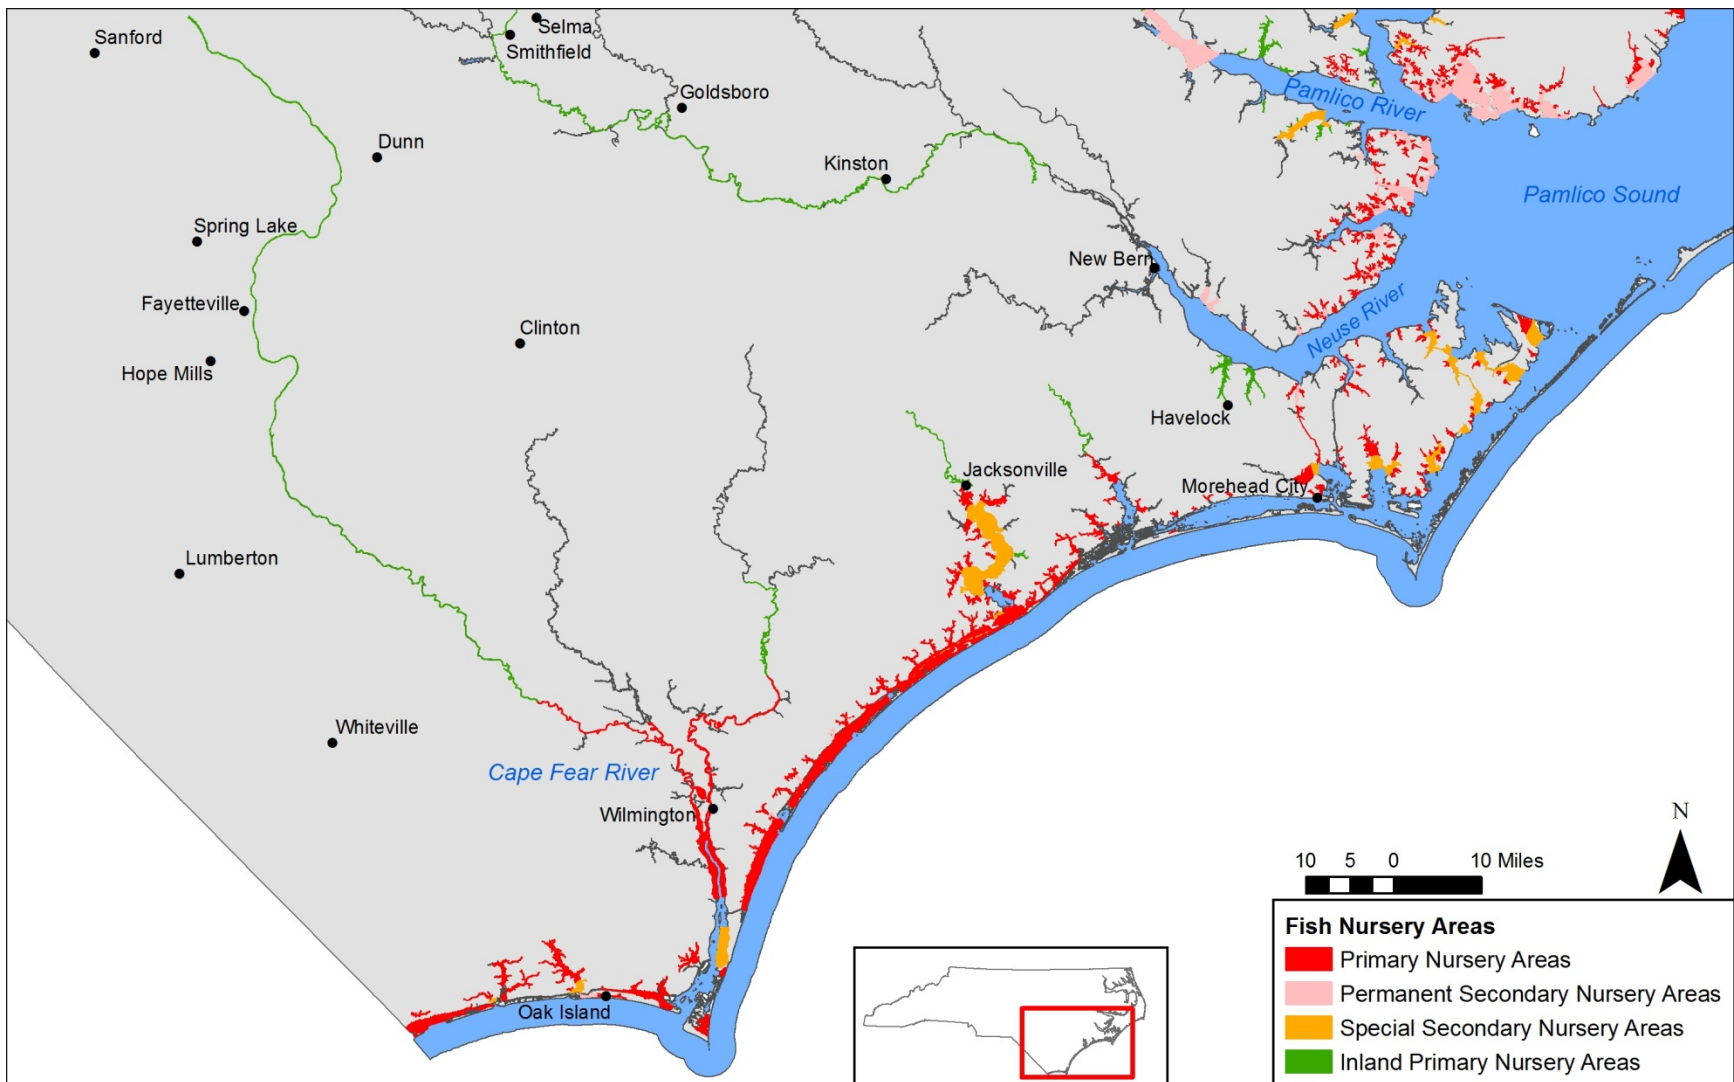 Selma
Sanford
Smithfield
Goldsboro
Pamlico River
Dunn
Kinston
Pamlico Sound
Spring Lake
New Bern
Fayetteville
Neuse River
Clinton
Hope Mills
Havelock
Jacksonville
Morehead City
Lumberton
Whiteville
Cape Fear River
Wilmington
N
10 5 0 10 Miles
Oak Island
Fish Nursery Areas
Primary Nursery Areas
Permanent Secondary Nursery Areas
Special Secondary Nursery Areas
Inland Primary Nursery Areas